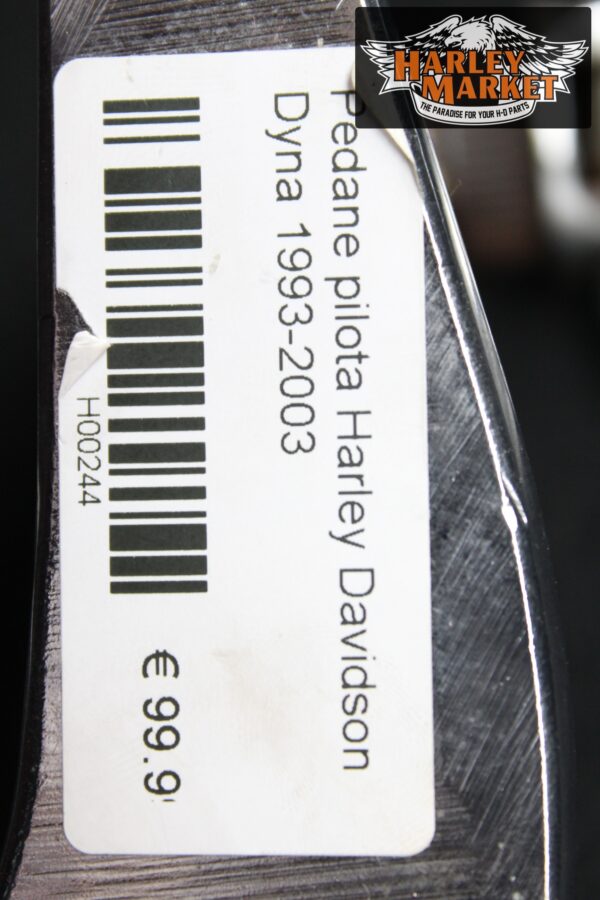 HARLEY
MARKET
THE PARADISE FOR YOUR H-D PARTS
Pedane pilota Harley Davidson
Dyna 1993-2003
H00244
€ 99.9